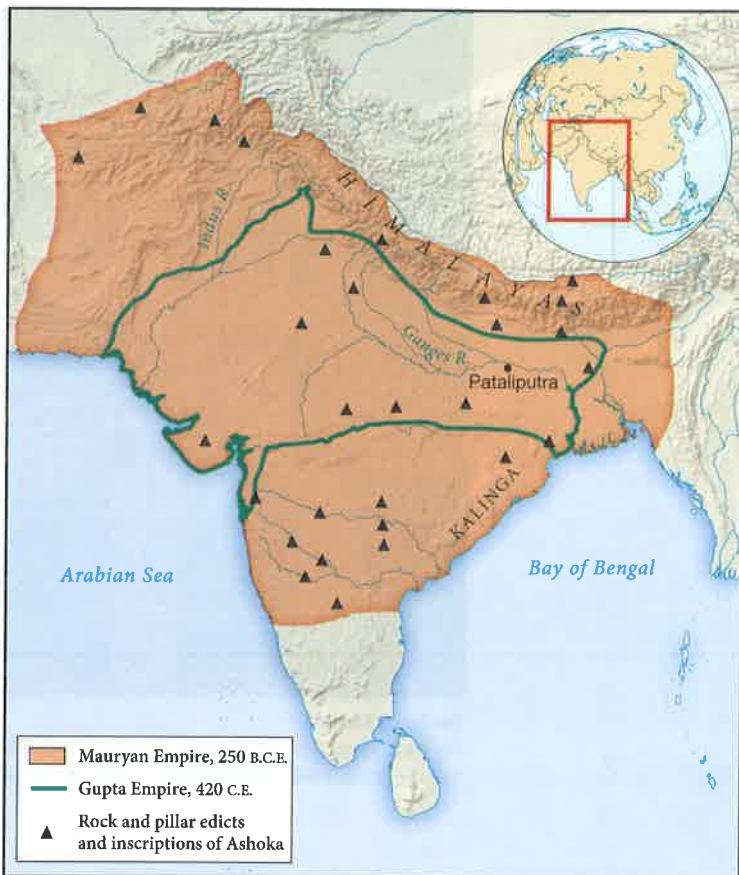 HIMALAYAS
Indus R.
Ganges R.
Pataliputra
KALINGA
Arabian Sea
Bay of Bengal
Mauryan Empire, 250 B.C.E.
Gupta Empire, 420 C.E.
Rock and pillar edicts
and inscriptions of Ashoka